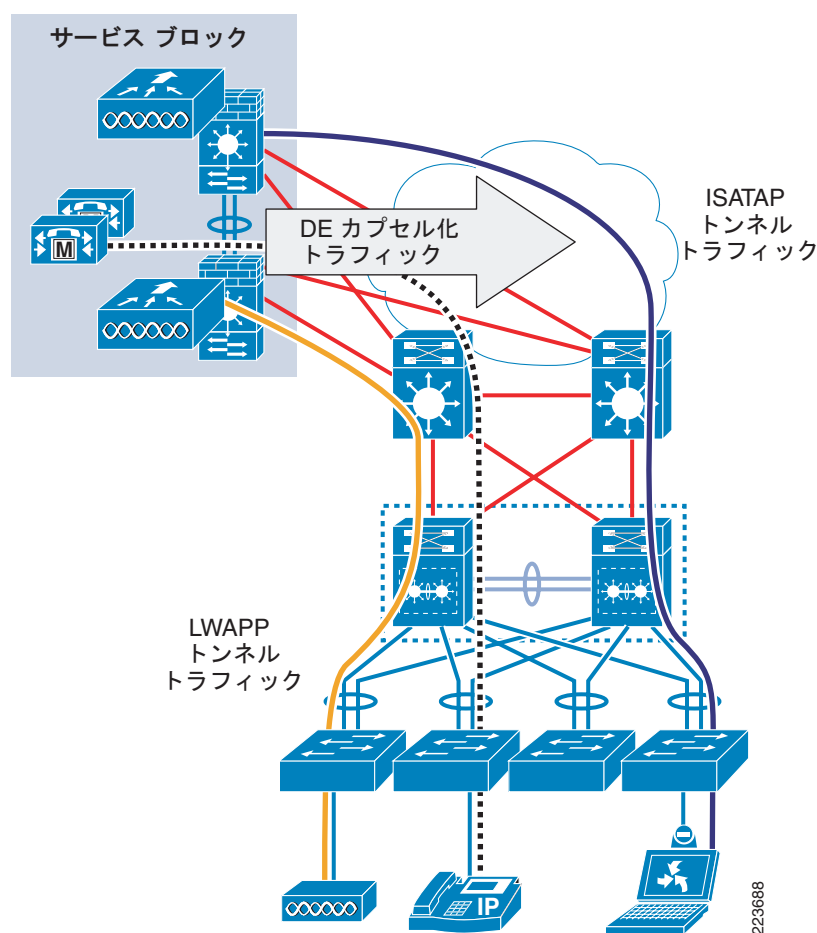 サービス ブロック
ISATAP
トンネル
トラフィック
DE カプセル化
トラフィック
M
LWAPP
トンネル
トラフィック
IP
223688